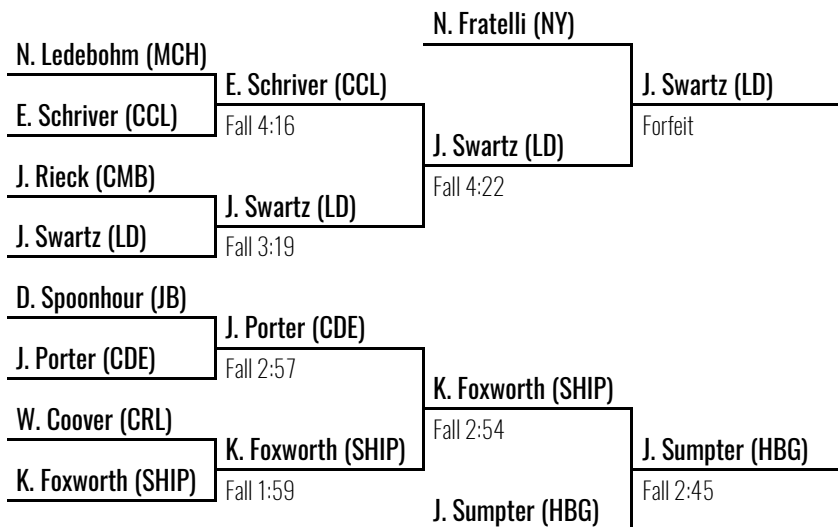 N. Fratelli (NY)
N. Ledebohm (MCH)
E. Schriver (CCL)
J. Swartz (LD)
E. Schriver (CCL)
Fall 4:16
Forfeit
J. Swartz (LD)
J. Rieck (CMB)
Fall 4:22
J. Swartz (LD)
J. Swartz (LD)
Fall 3:19
D. Spoonhour (JB)
J. Porter (CDE)
J. Porter (CDE)
Fall 2:57
K. Foxworth (SHIP)
W. Coover (CRL)
Fall 2:54
K. Foxworth (SHIP)
J. Sumpter (HBG)
K. Foxworth (SHIP)
Fall 1:59
Fall 2:45
J. Sumpter (HBG)